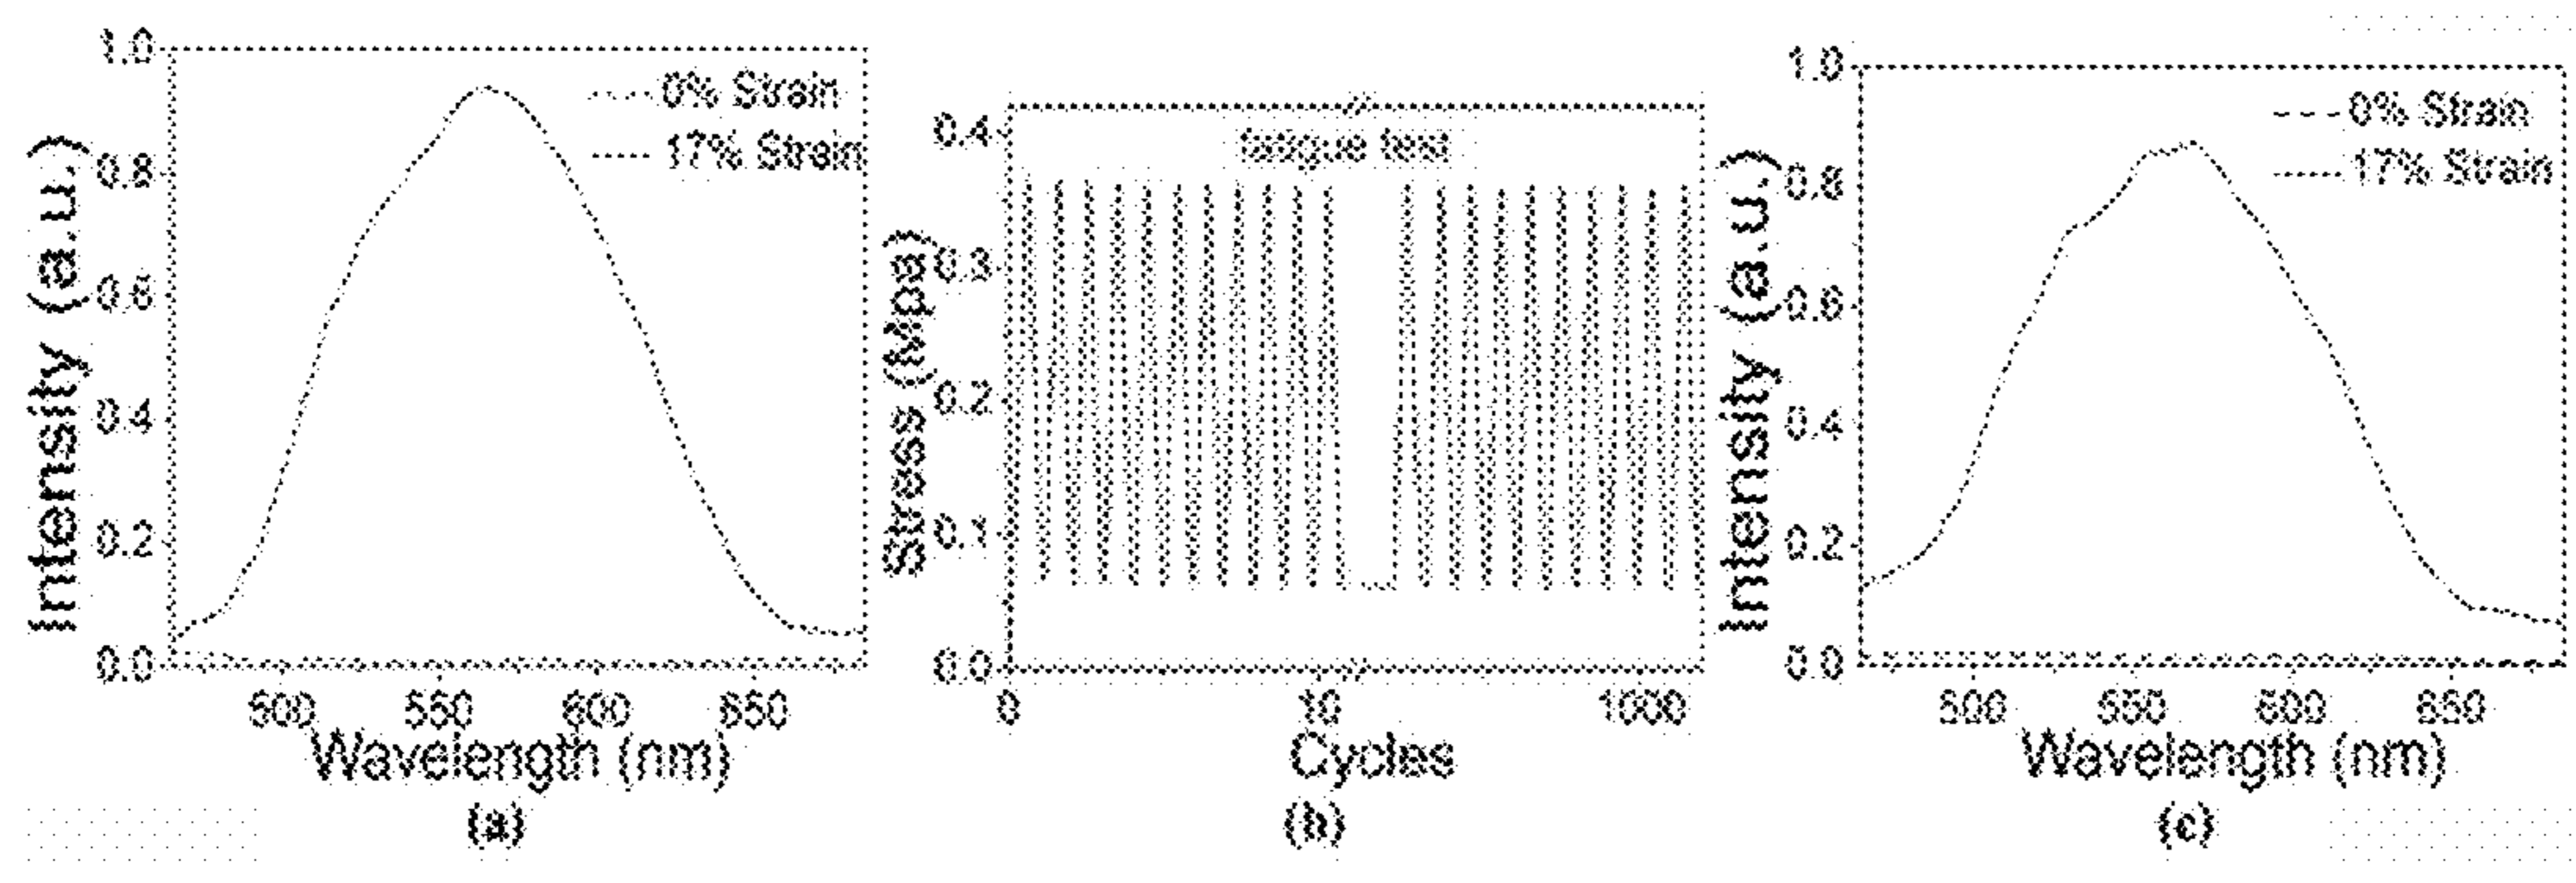 1.0
0.8
0.6
0.4
0.2
0.0
Intensity (a.u.)
0% Strain
17% Strain
500 550 600 650
Wavelength (nm)
(a)
0.4
0.3
0.2
0.1
0.0
Stress (Mpa)
fatigue test
0 10 1000
Cycles
(b)
1.0
0.8
0.6
0.4
0.2
0.0
Intensity (a.u.)
0% Strain
17% Strain
500 550 600 650
Wavelength (nm)
(c)